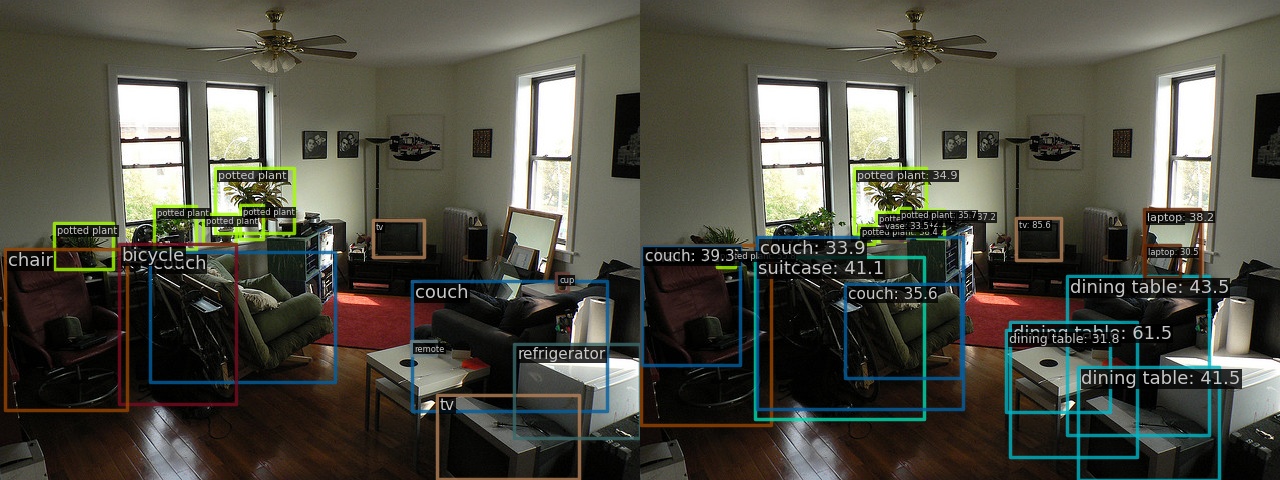 potted plant
potted plant
potted plant
potted plant
potted plant
tv
chair
bicycle
couch
cup
couch
remote
refrigerator
tv
potted plant: 34.9
potted plant: 35.7
37.2
vase: 33.5
tv: 85.6
laptop: 38.2
laptop: 30.5
couch: 39.3
couch: 33.9
suitcase: 41.1
couch: 35.6
dining table: 43.5
dining table: 61.5
dining table: 31.8
dining table: 41.5